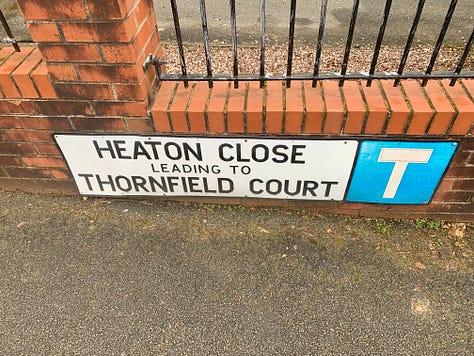 HEATON CLOSE
LEADING TO
THORNFIELD COURT